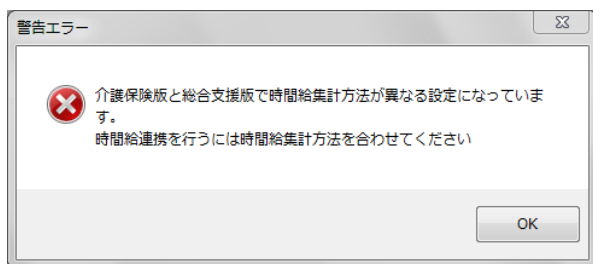 警告エラー
介護保険版と総合支援版で時間給集計方法が異なる設定になっていま
す。
時間給連携を行うには時間給集計方法を合わせてください
OK